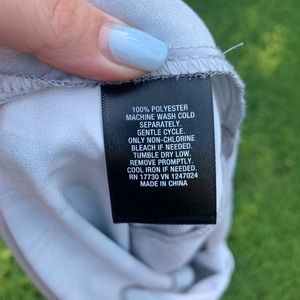 100% POLYESTER
MACHINE WASH COLD
SEPARATELY.
GENTLE CYCLE.
ONLY NON-CHLORINE
BLEACH IF NEEDED.
TUMBLE DRY LOW.
REMOVE PROMPTLY.
COOL IRON IF NEEDED.
RN 17730 VN 1247024
MADE IN CHINA